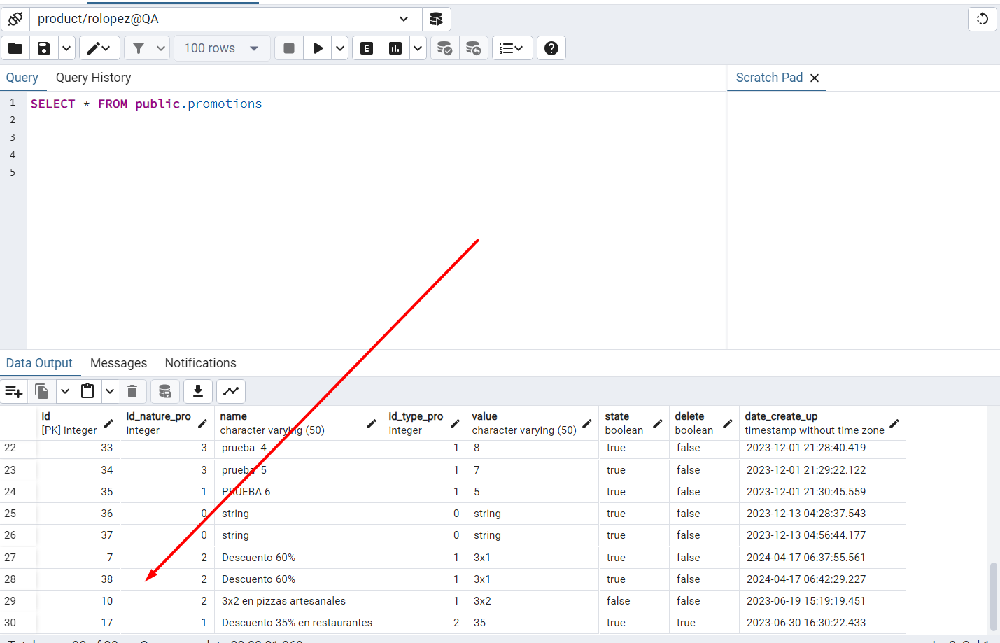 product/rolopez@QA
100 rows
E
Query Query History Scratch Pad
1 SELECT * FROM public.promotions
2
3
4
5
Data Output Messages Notifications
id id_nature_pro name id_type_pro value state delete date_create_up
[PK] integer integer character varying (50) integer character varying (50) boolean boolean timestamp without time zone
22 33 3 prueba 4 1 8 true false 2023-12-01 21:28:40.419
23 34 3 prueba 5 1 7 true false 2023-12-01 21:29:22.122
24 35 1 PRUEBA 6 1 5 true false 2023-12-01 21:30:45.559
25 36 0 string 0 string true false 2023-12-13 04:28:37.543
26 37 0 string 0 string true false 2023-12-13 04:56:44.177
27 7 2 Descuento 60% 1 3x1 true false 2024-04-17 06:37:55.561
28 38 2 Descuento 60% 1 3x1 true false 2024-04-17 06:42:29.227
29 10 2 3x2 en pizzas artesanales 1 3x2 false false 2023-06-19 15:19:19.451
30 17 1 Descuento 35% en restaurantes 2 35 true true 2023-06-30 16:30:22.433